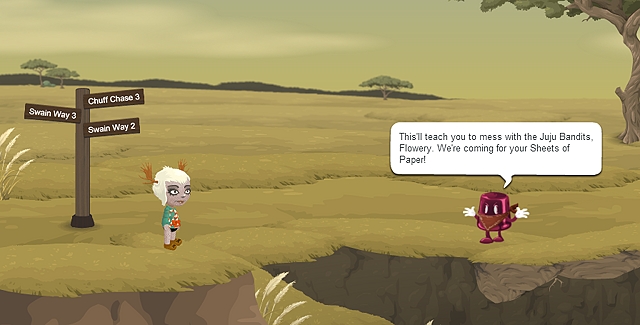 Chuff Chase 3
Swain Way 3
Swain Way 2
This'll teach you to mess with the Juju Bandits,
Flowery. We're coming for your Sheets of
Paper!